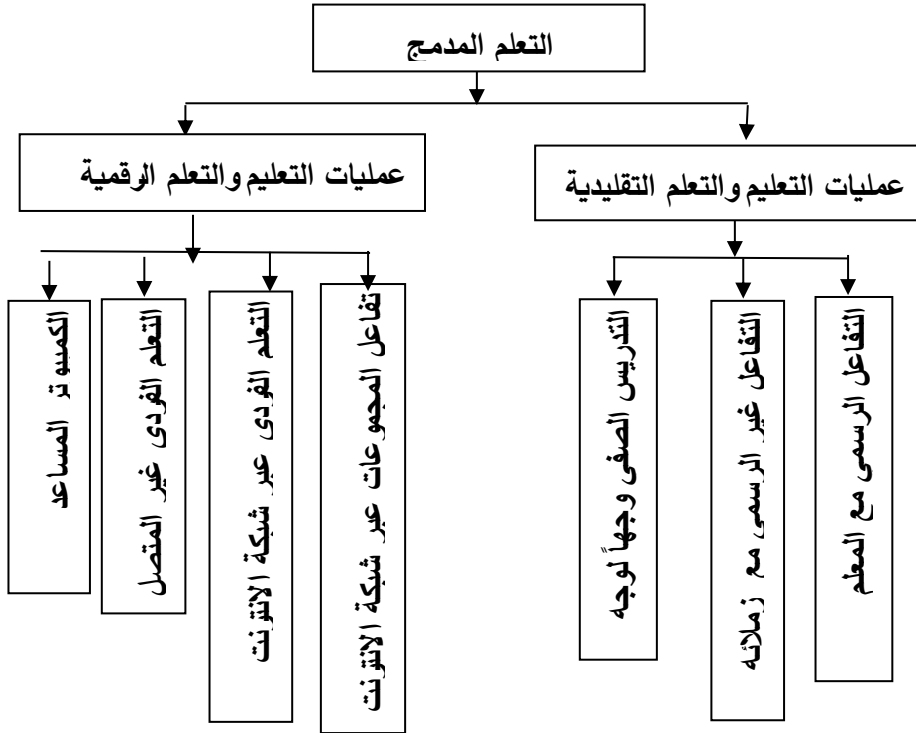 التعلم المدمج
عمليات التعليم والتعلم التقليدية
عمليات التعليم والتعلم الرقمية
التفاعل الرسمى مع المعلم
التفاعل غير الرسمى مع زملائه
التدريس الصفى وجهاً لوجه
تفاعل المجموعات عبر شبكة الانترنت
التعلم الفردى عبر شبكة الانترنت
التعلم الفردى غير المتصل
الكمبيوتر المساعد